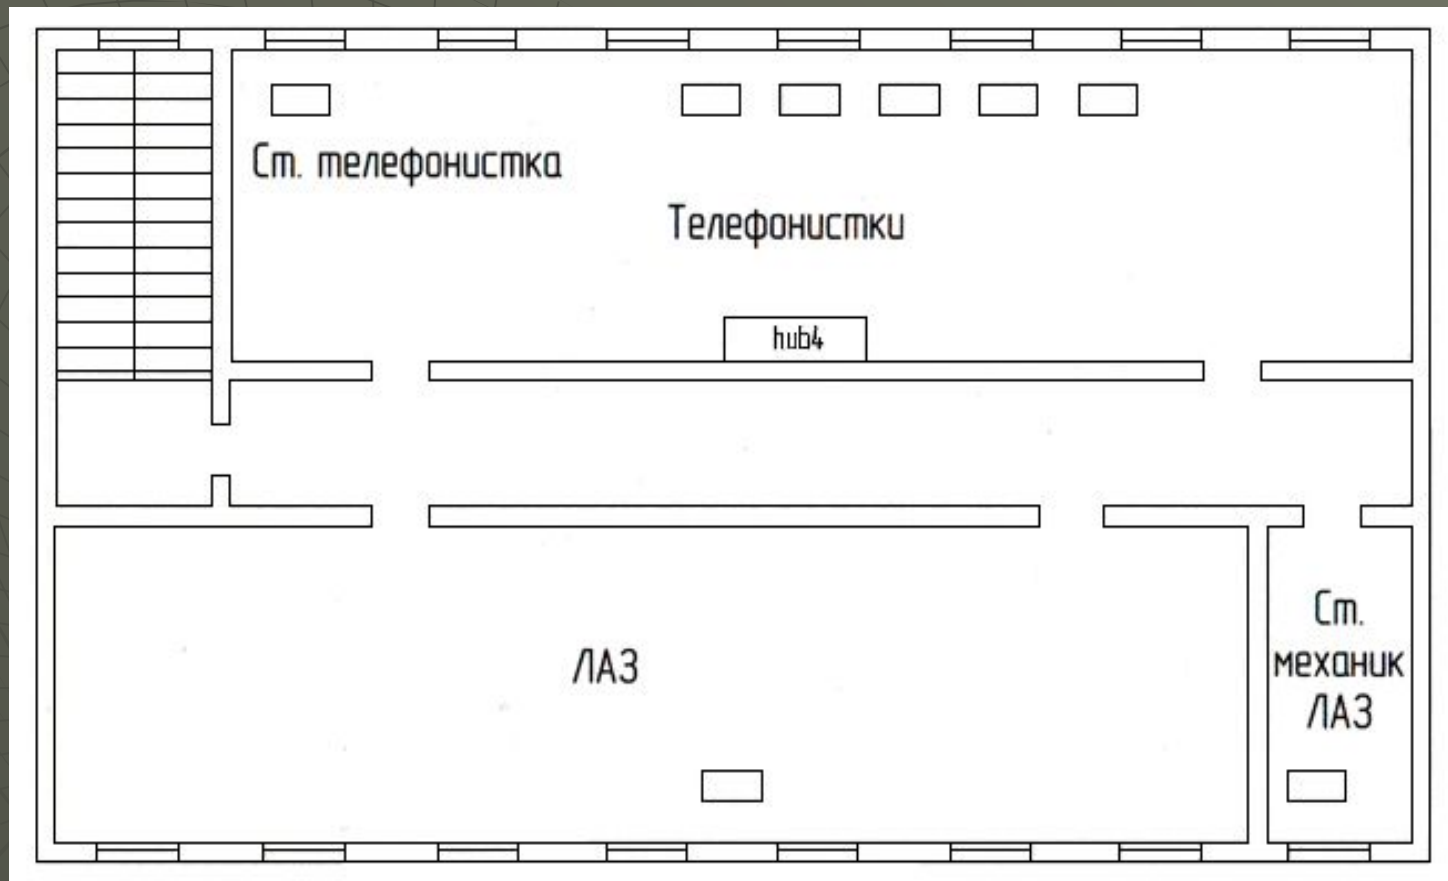 Ст. телефонистка
Телефонистки
hub4
ЛАЗ
Ст.
механик
ЛАЗ